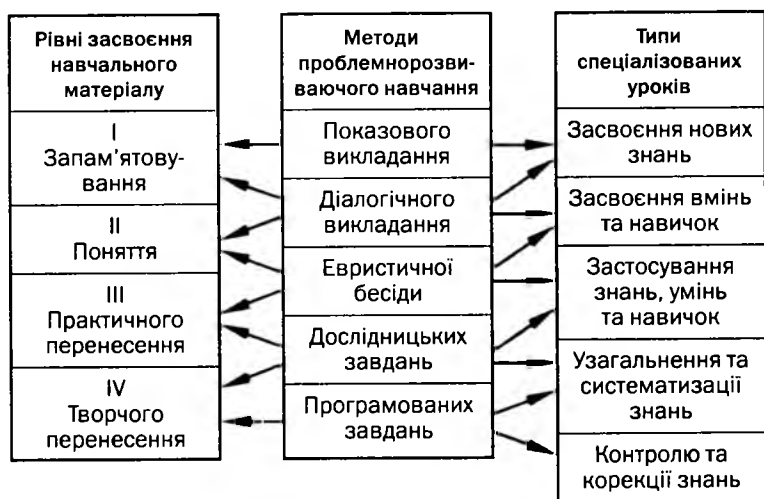 Рівні засвоєння
навчального
матеріалу
I
Запам’ятову-
вання
II
Поняття
III
Практичного
перенесення
IV
Творчого
перенесення
Методи
проблемнорозви-
ваючого навчання
Показового
викладання
Діалогічного
викладання
Евристичної
бесіди
Дослідницьких
завдань
Програмованих
завдань
Типи
спеціалізованих
уроків
Засвоєння нових
знань
Засвоєння вмінь
та навичок
Застосування
знань, умінь
та навичок
Узагальнення та
систематизації
знань
Контролю та
корекції знань